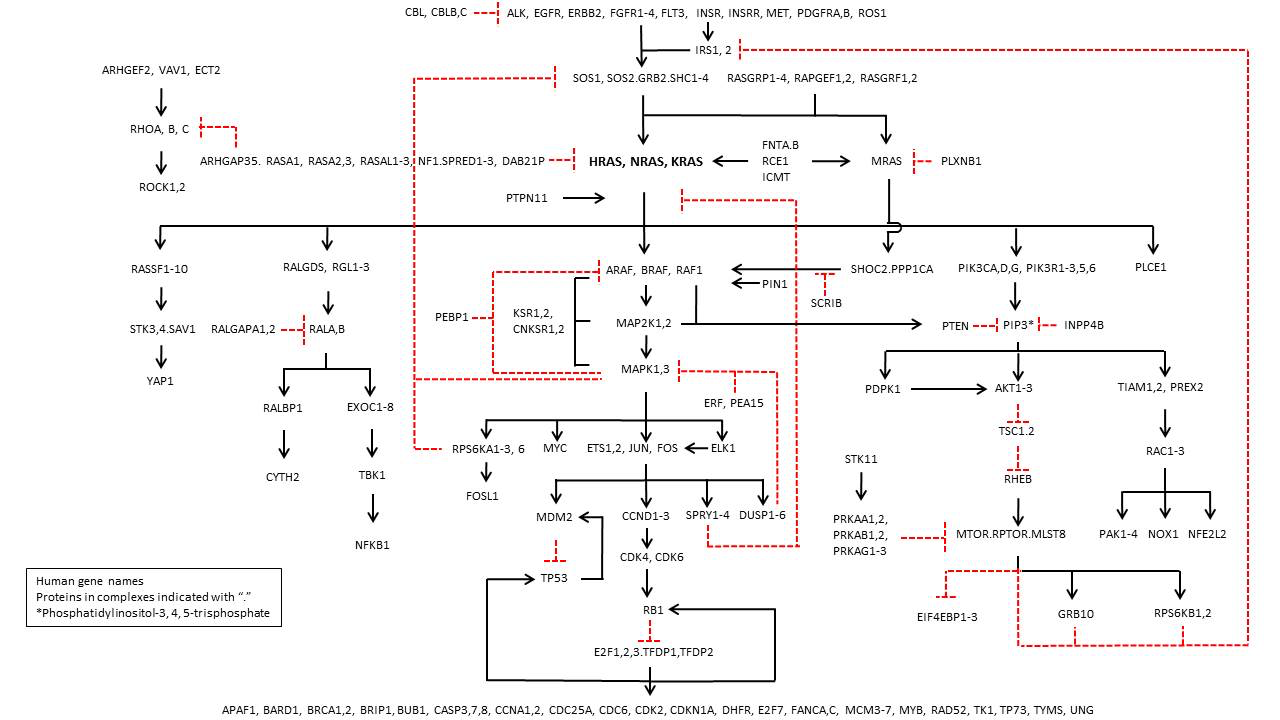 CBL, CBLB,C
ALK, EGFR, ERBB2, FGFR1-4, FLT3, INSR, INSRR, MET, PDGFRA,B, ROS1
IRS1, 2
ARHGEF2, VAV1, ECT2
SOS1, SOS2.GRB2.SHC1-4
RASGRP1-4, RAPGEF1,2, RASGRF1,2
RHOA, B, C
ARHGAP35. RASA1, RASA2,3, RASAL1-3, NF1.SPRED1-3, DAB21P
HRAS, NRAS, KRAS
FNTA.B
RCE1
ICMT
MRAS
PLXNB1
ROCK1,2
PTPN11
RASSF1-10
RALGDS, RGL1-3
ARAF, BRAF, RAF1
SHOC2.PPP1CA
PIK3CA,D,G, PIK3R1-3,5,6
PLCE1
PIN1
SCRIB
PEBP1
KSR1,2,
CNKSR1,2
STK3,4.SAV1
RALGAPA1,2
RALA,B
MAP2K1,2
PTEN
PIP3*
INPP4B
YAP1
MAPK1,3
PDPK1
AKT1-3
TIAM1,2, PREX2
RALBP1
EXOC1-8
ERF, PEA15
TSC1.2
RPS6KA1-3, 6
MYC
ETS1,2, JUN, FOS
ELK1
RAC1-3
STK11
CYTH2
TBK1
RHEB
FOSL1
MDM2
CCND1-3
SPRY1-4
DUSP1-6
PRKAA1,2,
PRKAB1,2,
PRKAG1-3
MTOR.RPTOR.MLST8
PAK1-4
NOX1
NFE2L2
NFKB1
CDK4, CDK6
TP53
Human gene names
Proteins in complexes indicated with “.”
*Phosphatidylinositol-3, 4, 5-trisphosphate
RB1
EIF4EBP1-3
GRB10
RPS6KB1,2
E2F1,2,3.TFDP1,TFDP2
APAF1, BARD1, BRCA1,2, BRIP1, BUB1, CASP3,7,8, CCNA1,2, CDC25A, CDC6, CDK2, CDKN1A, DHFR, E2F7, FANCA,C, MCM3-7, MYB, RAD52, TK1, TP73, TYMS, UNG